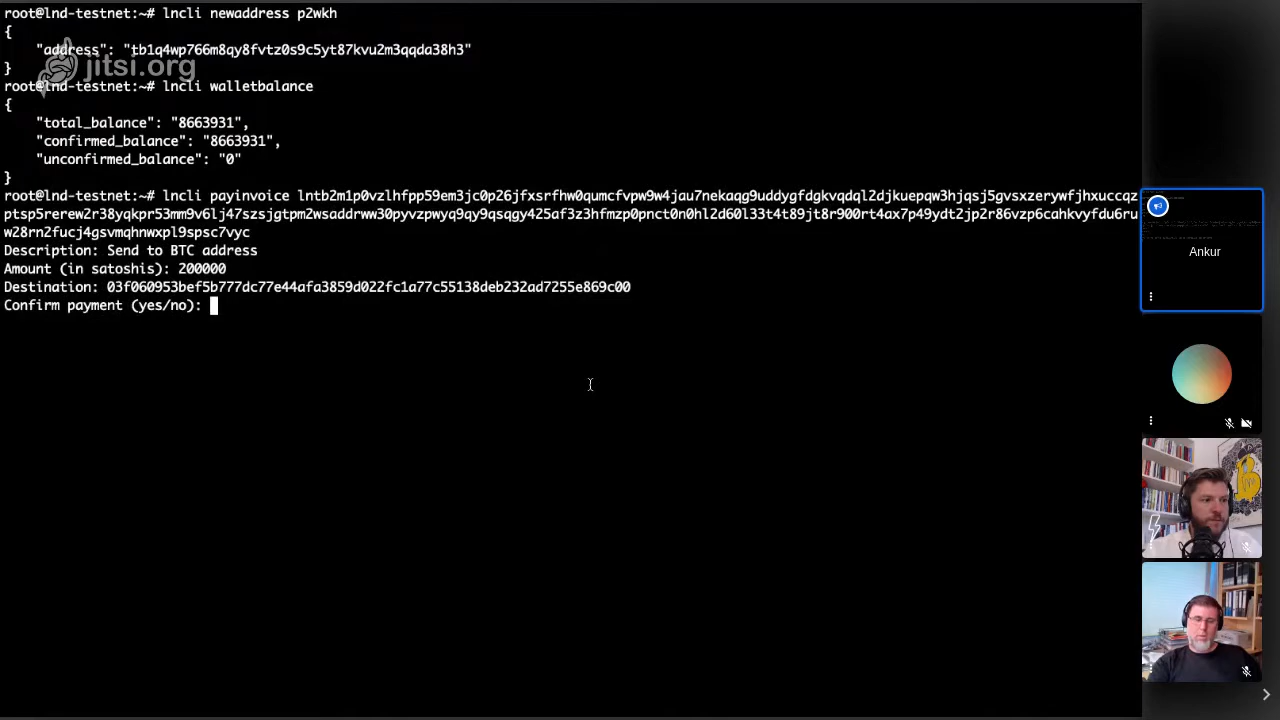 root@lnd-testnet:~# lncli newaddress p2wkh
{
"address": "tb1q4wp766m8qy8fvtz0s9c5yt87kvu2m3qqda38h3"
}
jitsi.org
root@lnd-testnet:~# lncli walletbalance
{
"total_balance": "8663931",
"confirmed_balance": "8663931",
"unconfirmed_balance": "0"
}
root@lnd-testnet:~# lncli payinvoice lntb2m1p0vzlhfpp59em3jc0p26jfxsrfhw0qumcfvpw9w4jau7nekaqg9uddygfdgkvqdql2djkuepqw3hjqsj5gvsxzerywfjhxuccqz
ptsp5rerew2r38yqkpr53mm9v6lj47szsjgtpm2wsaddrww30pyvzpwyq9qy9qsqgy425af3z3hfmzp0pnct0n0hl2d60l33t4t89jt8r900rt4ax7p49ydt2jp2r86vzp6cahkvyfdu6ru
w28rn2fucj4gsvmqhnwxpl9spsc7vyc
Description: Send to BTC address
Amount (in satoshis): 200000
Destination: 03f060953bef5b777dc77e44afa3859d022fc1a77c55138deb232ad7255e869c00
Confirm payment (yes/no):
Ankur